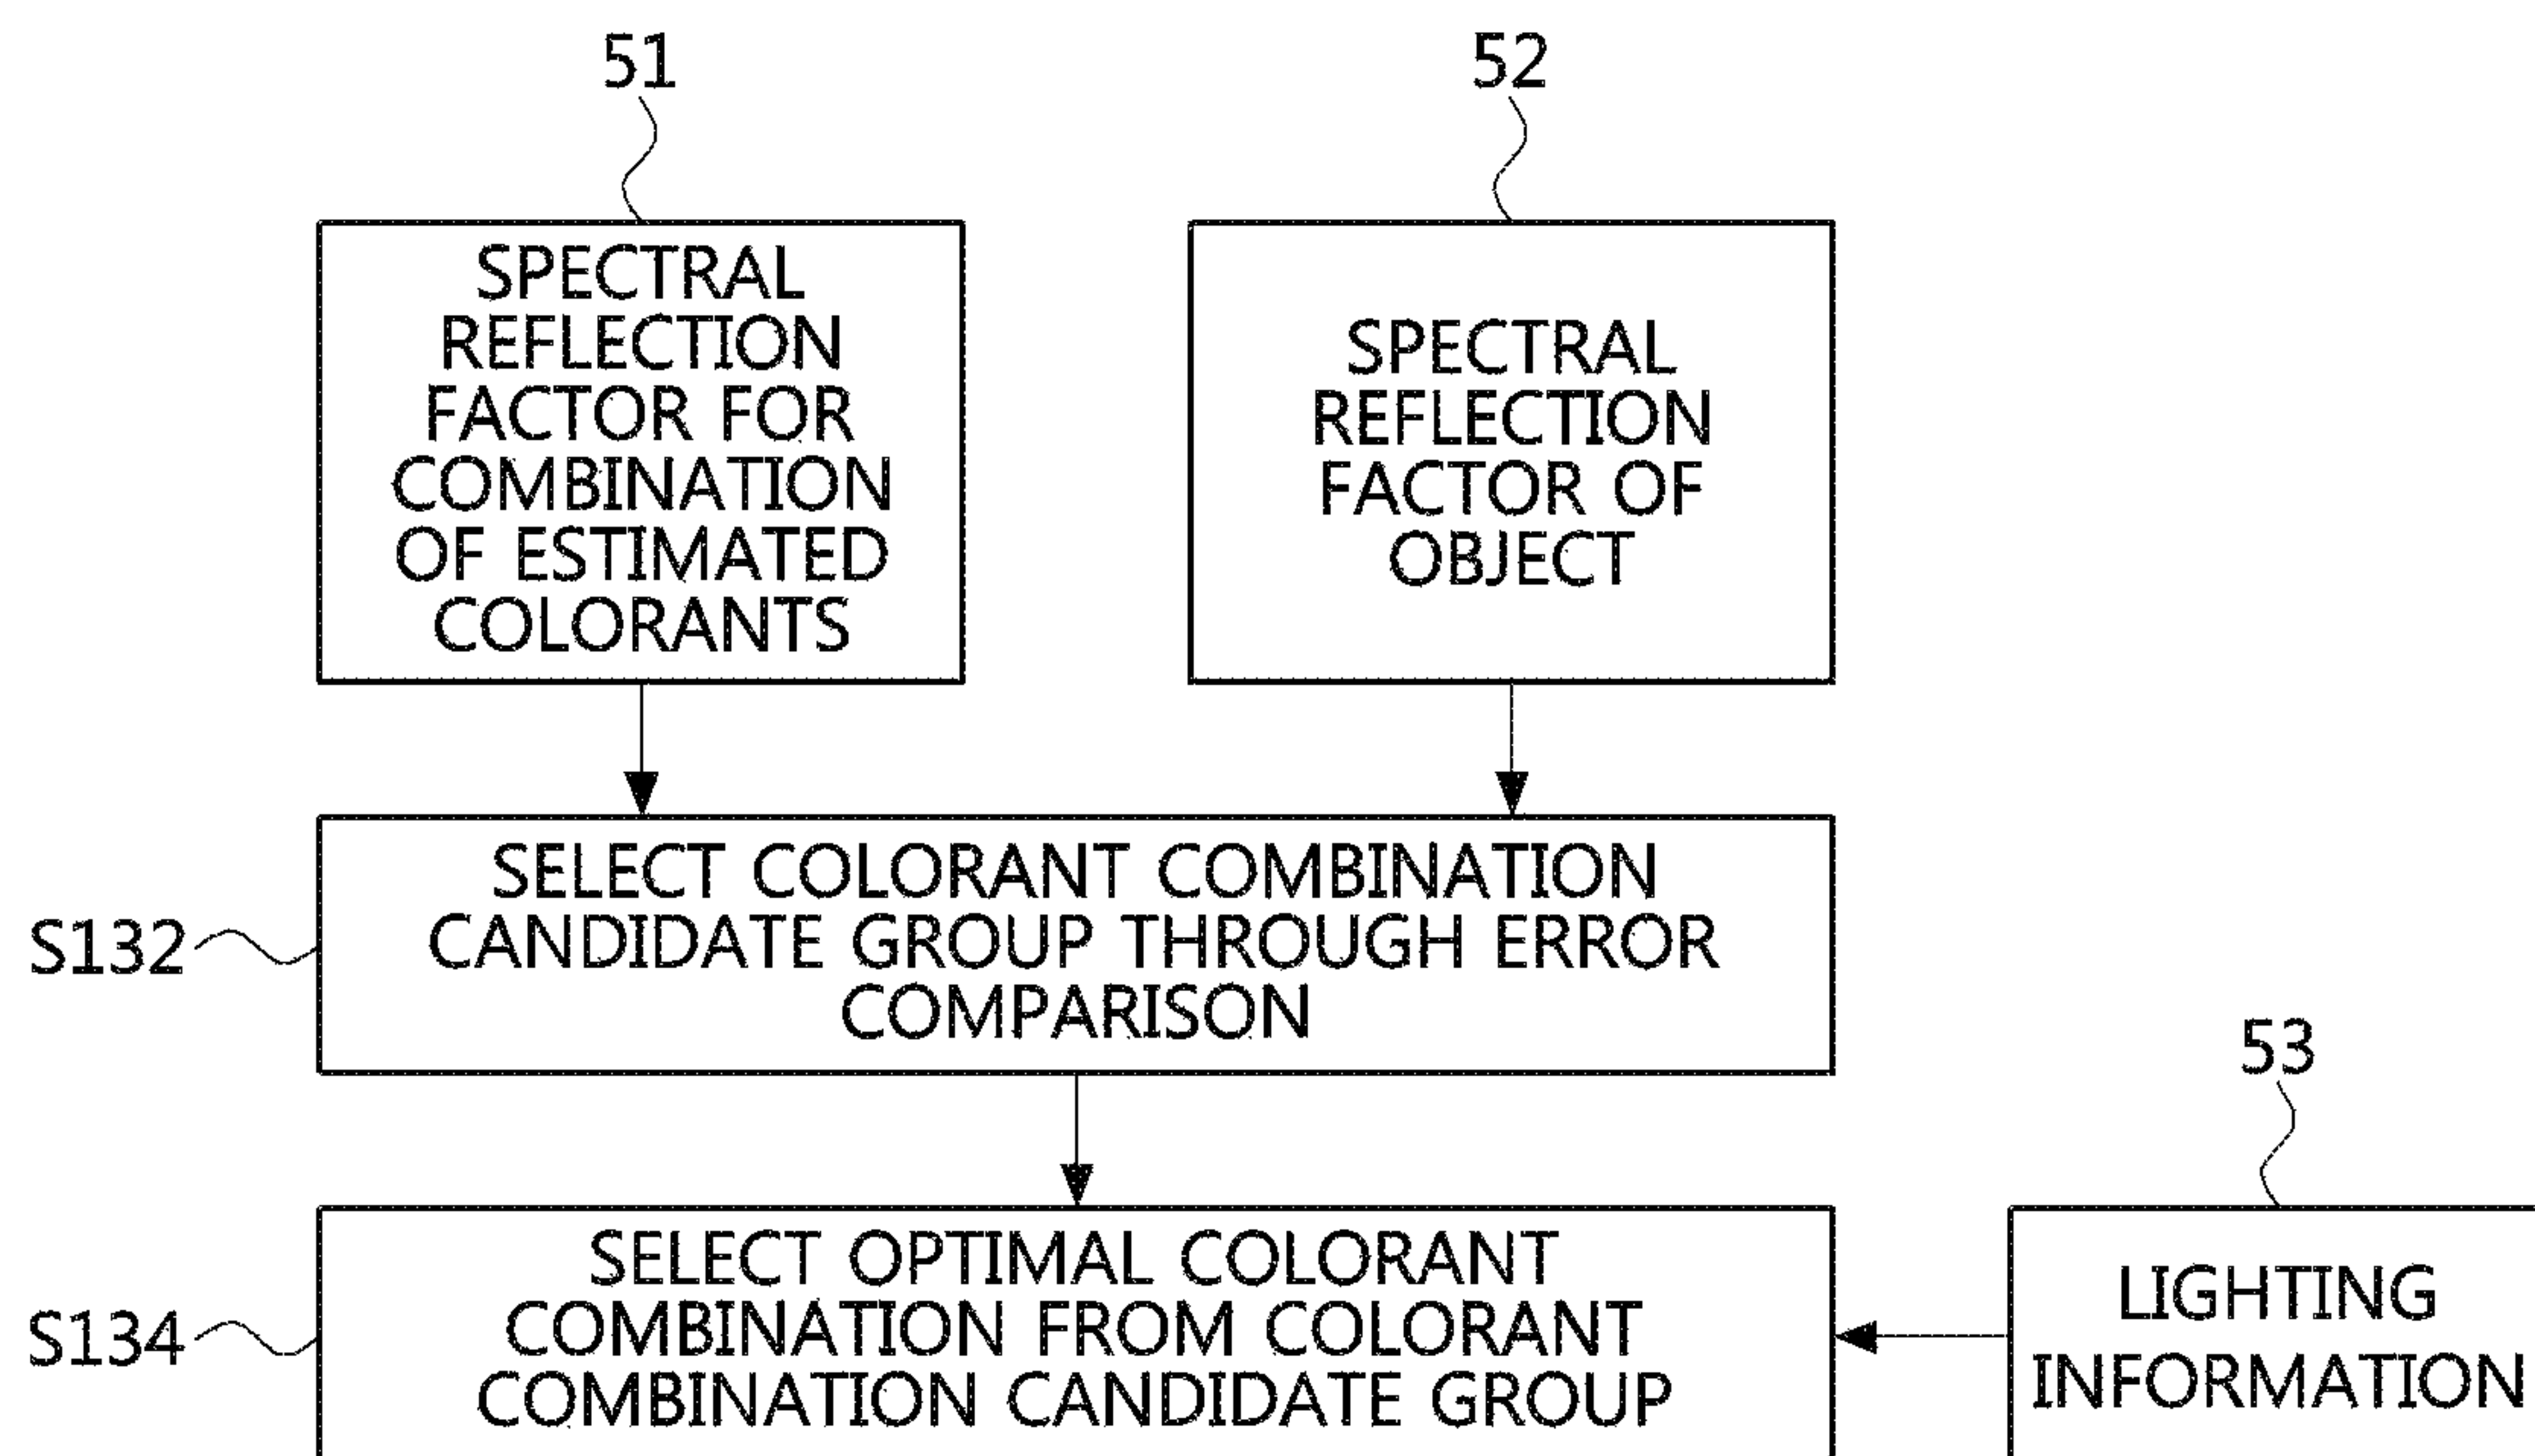 51
52
SPECTRAL
REFLECTION
FACTOR FOR
COMBINATION
OF ESTIMATED
COLORANTS
SPECTRAL
REFLECTION
FACTOR OF
OBJECT
S132
SELECT COLORANT COMBINATION
CANDIDATE GROUP THROUGH ERROR
COMPARISON
53
S134
SELECT OPTIMAL COLORANT
COMBINATION FROM COLORANT
COMBINATION CANDIDATE GROUP
LIGHTING
INFORMATION